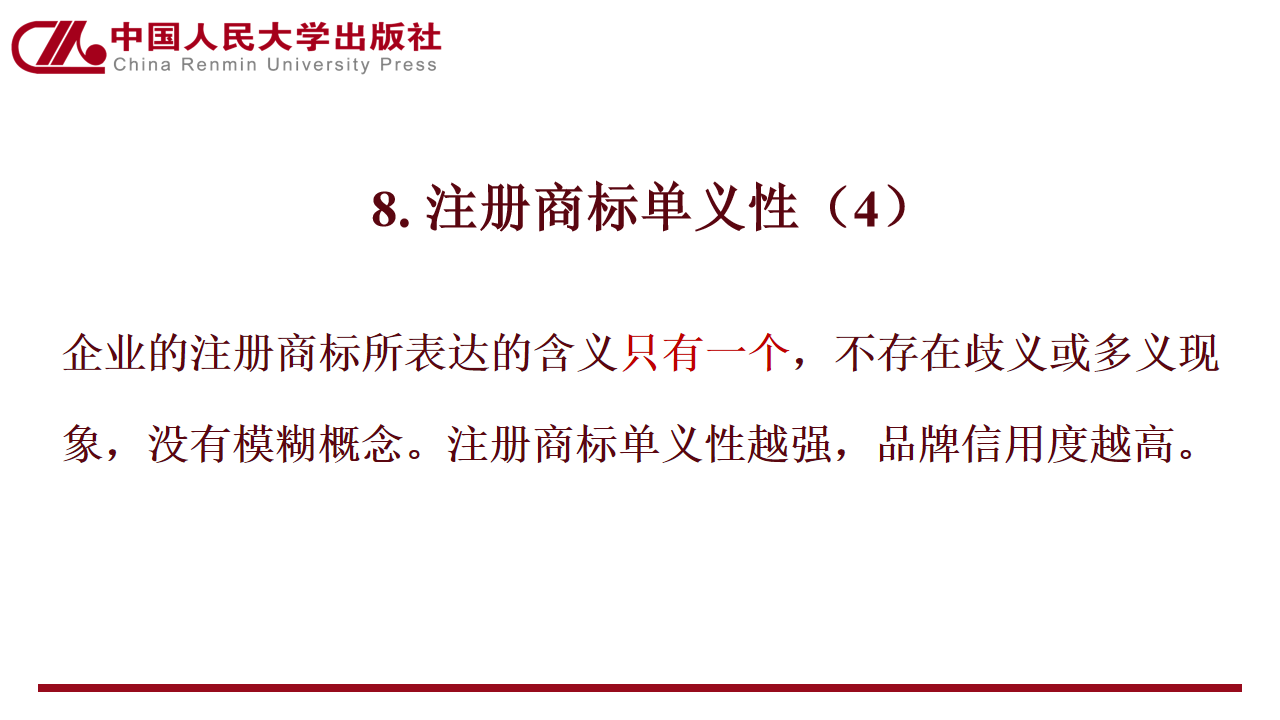 中国人民大学出版社
China Renmin University Press
8. 注册商标单义性（4）
企业的注册商标所表达的含义只有一个，不存在歧义或多义现
象，没有模糊概念。注册商标单义性越强，品牌信用度越高。